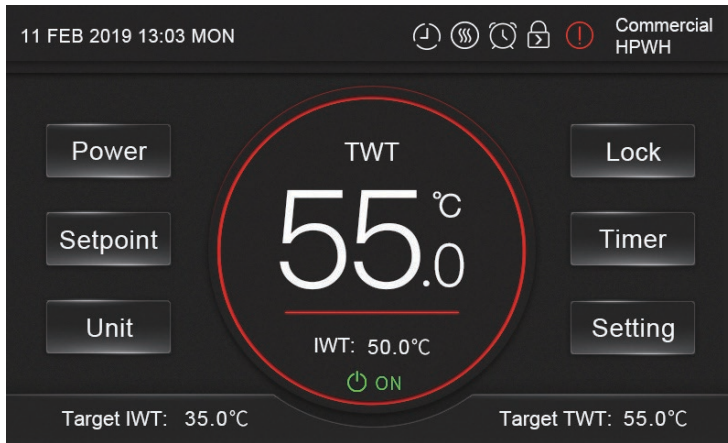 11 FEB 2019 13:03 MON
Commercial
HPWH
Power
Setpoint
Unit
TWT
55.0°C
IWT: 50.0°C
ON
Lock
Timer
Setting
Target IWT: 35.0°C
Target TWT: 55.0°C